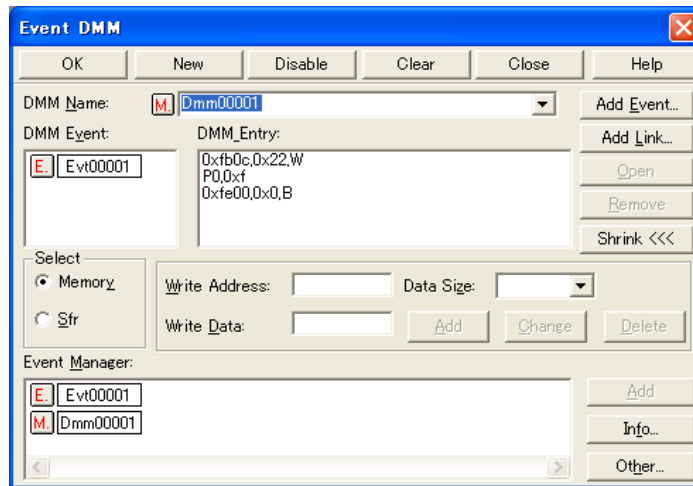 Event DMM
OK New Disable Clear Close Help
DMM Name: M. Dmm00001 Add Event...
DMM Event: DMM_Entry: Add Link...
E. Evt00001
0xfb0c,0x22,W
P0,0xf
0xfe00,0x0,B
Open
Remove
Shrink <<<
Select
Memory
Sfr
Write Address: Data Size:
Write Data: Add Change Delete
Event Manager:
E. Evt00001
M. Dmm00001
Add
Info...
Other...